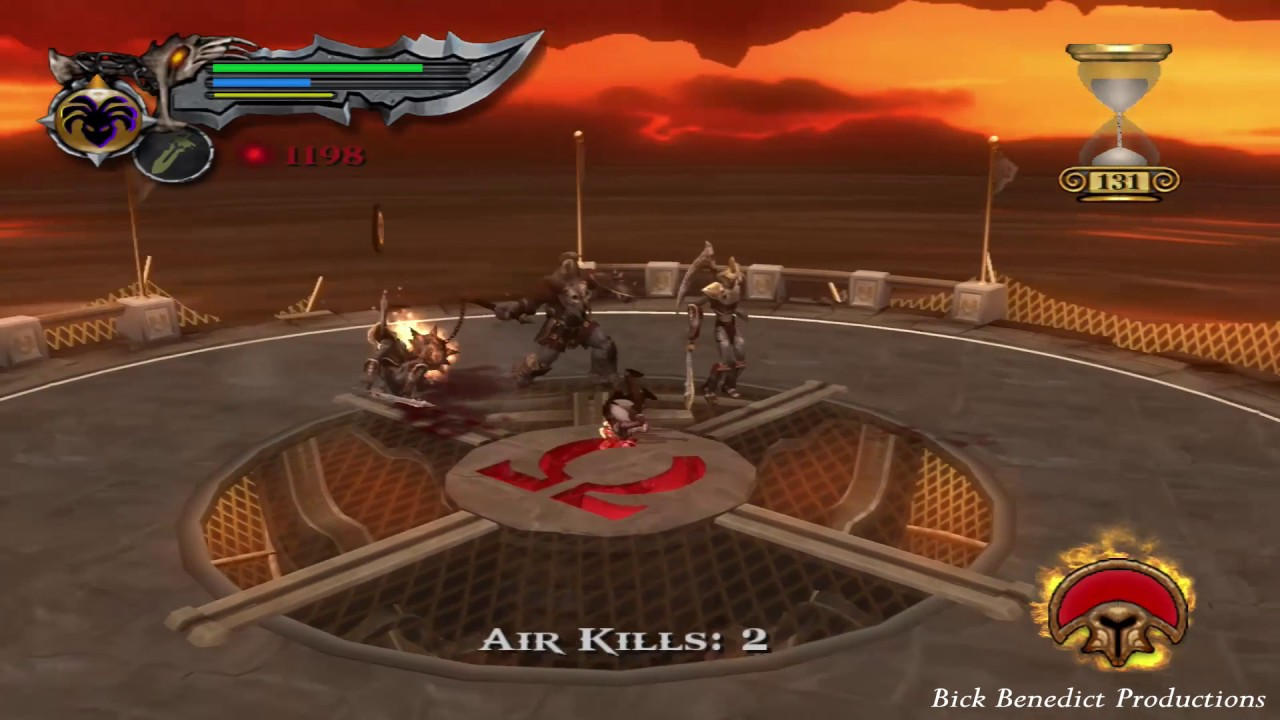 1198
131
AIR KILLS: 2
Bick Benedict Productions